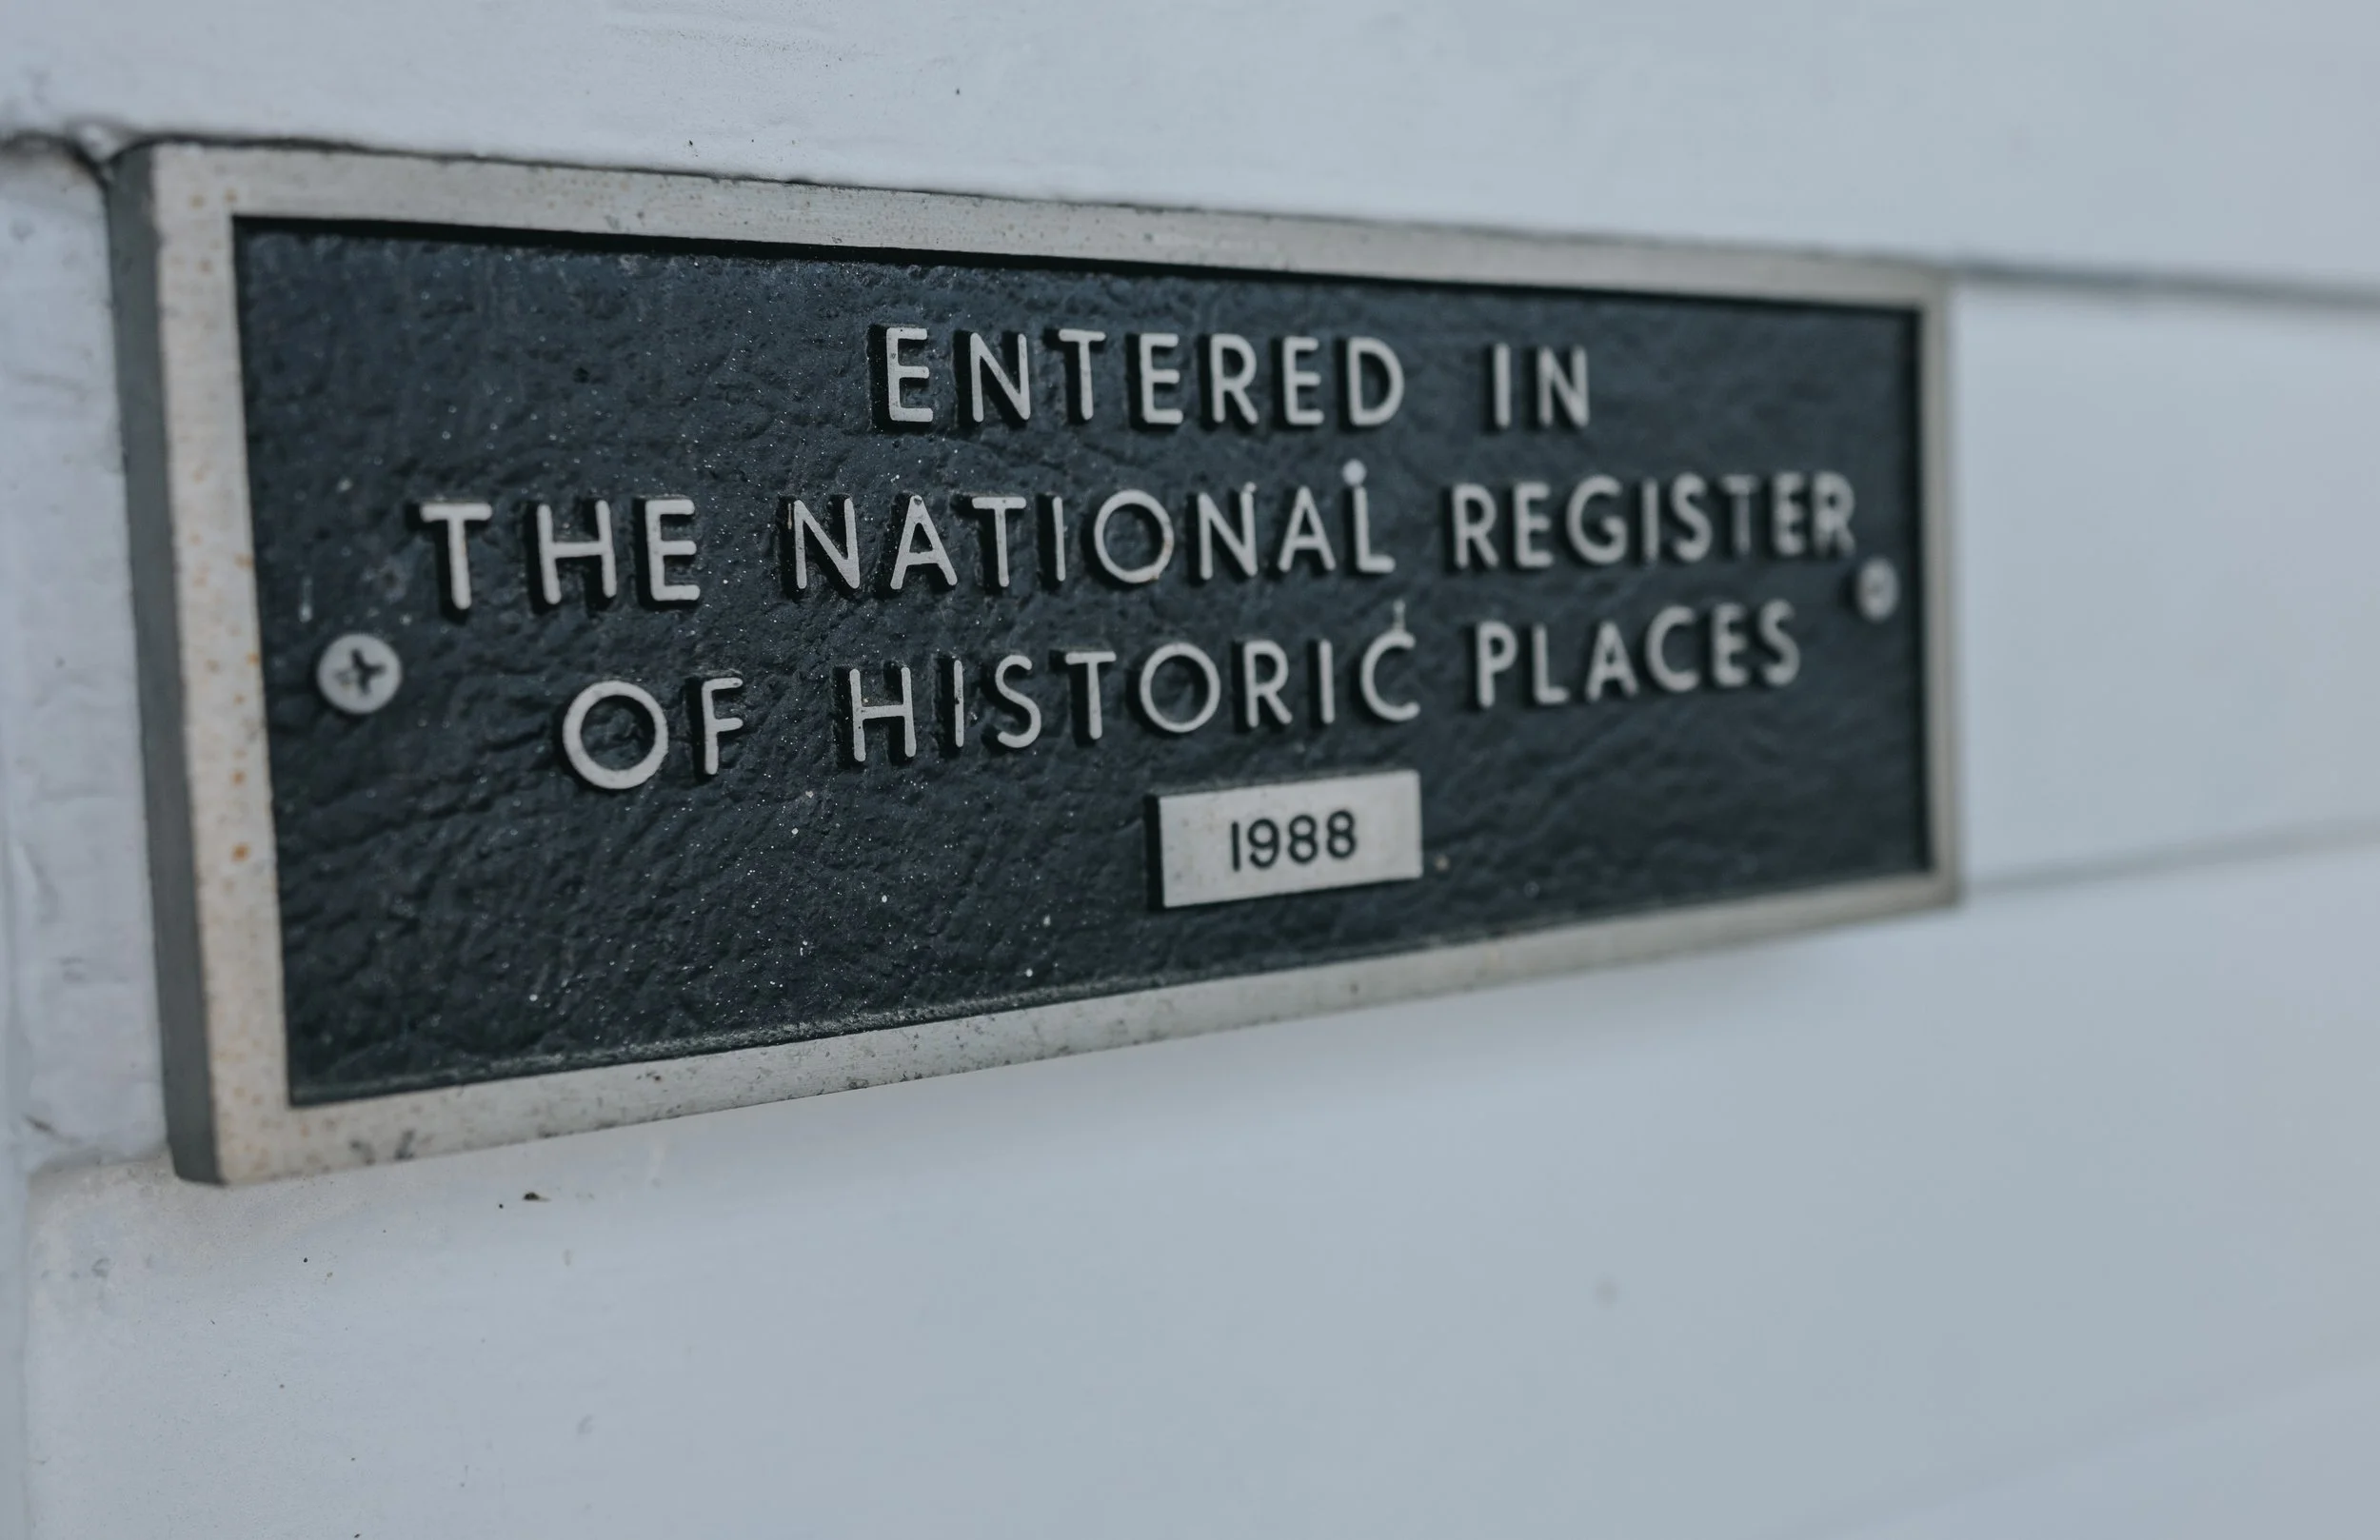 ENTERED IN
THE NATIONAL REGISTER
OF HISTORIC PLACES
1988